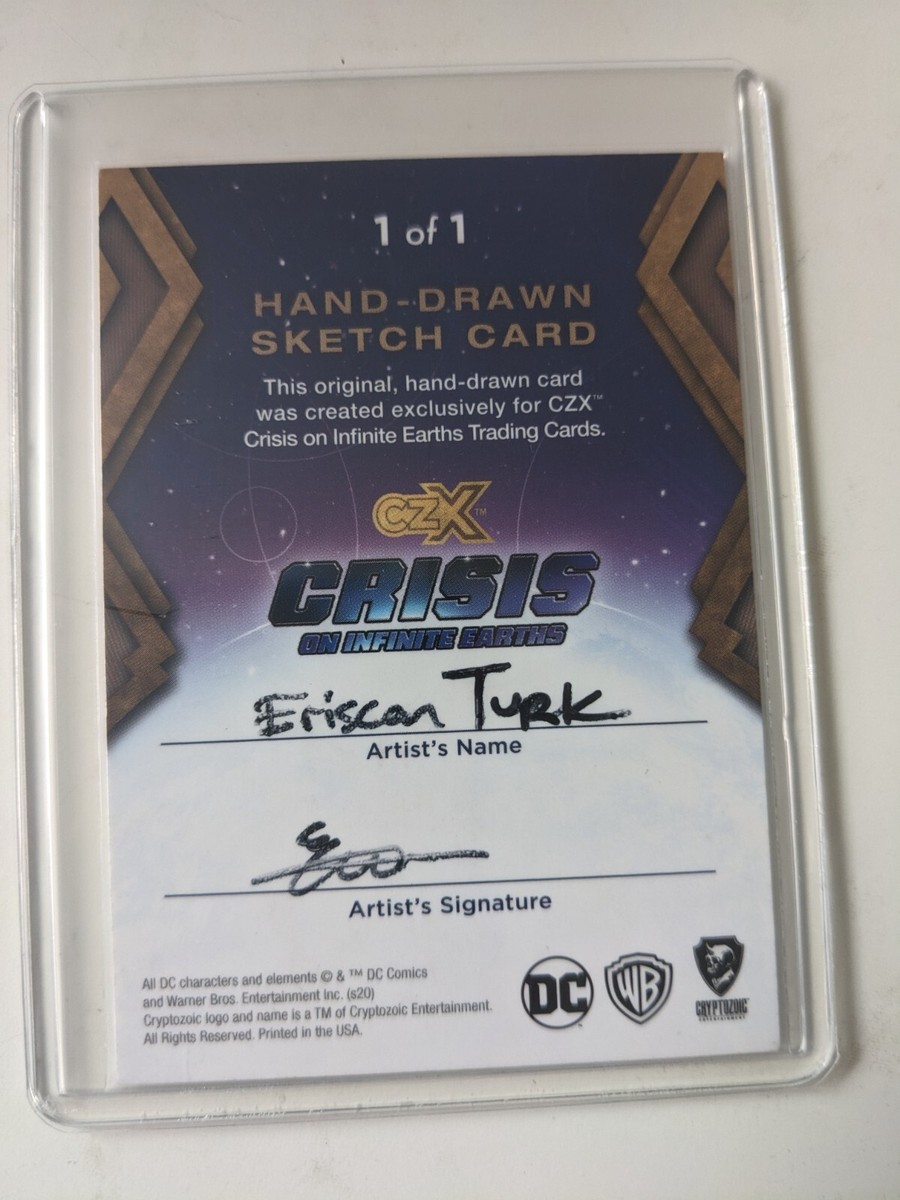 1 of 1
HAND-DRAWN
SKETCH CARD
This original, hand-drawn card
was created exclusively for CZX™
Crisis on Infinite Earths Trading Cards.
CZX™
CRISIS
ON INFINITE EARTHS
Eriscan Turk
Artist's Name
Artist's Signature
All DC characters and elements © & ™ DC Comics
and Warner Bros. Entertainment Inc. (s20)
Cryptozoic logo and name is a TM of Cryptozoic Entertainment.
All Rights Reserved. Printed in the USA.
DC
WB
CRYPTOZOIC
ENTERTAINMENT